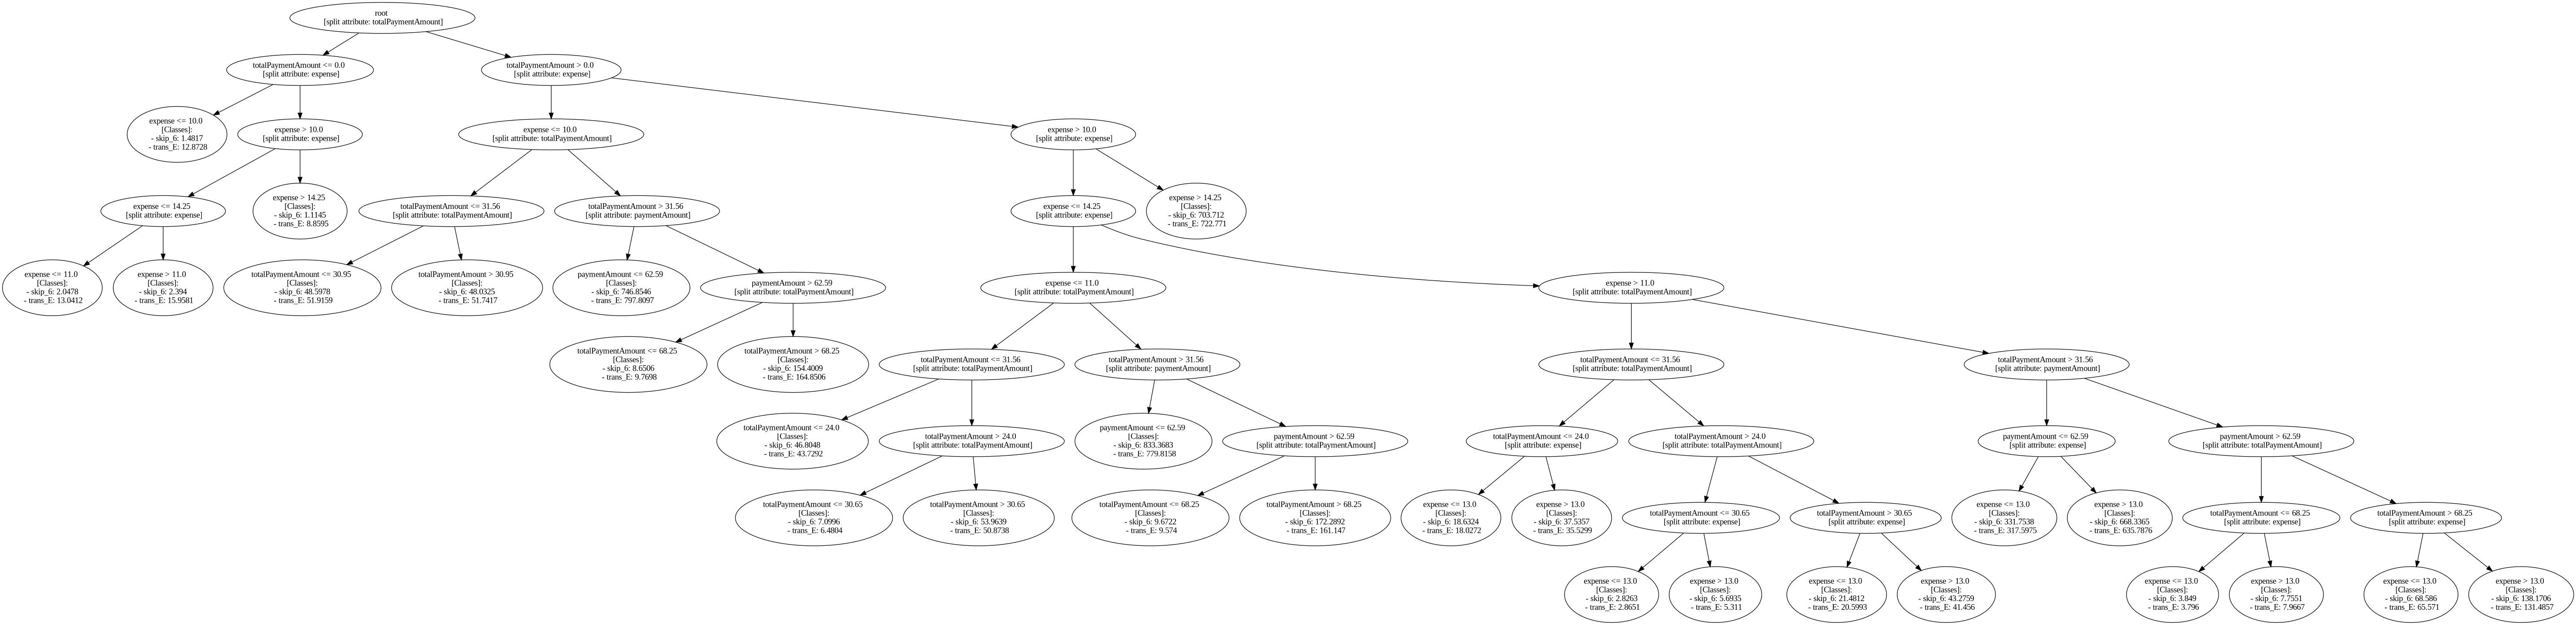 root
[split attribute: totalPaymentAmount]
totalPaymentAmount <= 0.0
[split attribute: expense]
totalPaymentAmount > 0.0
[split attribute: expense]
expense <= 10.0
[Classes]:
- skip_6: 1.4817
- trans_E: 12.8728
expense > 10.0
[split attribute: expense]
expense <= 10.0
[split attribute: totalPaymentAmount]
expense > 10.0
[split attribute: expense]
expense <= 14.25
[split attribute: expense]
expense > 14.25
[Classes]:
- skip_6: 1.1145
- trans_E: 8.8595
totalPaymentAmount <= 31.56
[split attribute: totalPaymentAmount]
totalPaymentAmount > 31.56
[split attribute: paymentAmount]
expense <= 14.25
[split attribute: expense]
expense > 14.25
[Classes]:
- skip_6: 703.712
- trans_E: 722.771
expense <= 11.0
[Classes]:
- skip_6: 2.0478
- trans_E: 13.0412
expense > 11.0
[Classes]:
- skip_6: 2.394
- trans_E: 15.9581
totalPaymentAmount <= 30.95
[Classes]:
- skip_6: 48.5978
- trans_E: 51.9159
totalPaymentAmount > 30.95
[Classes]:
- skip_6: 48.0325
- trans_E: 51.7417
paymentAmount <= 62.59
[Classes]:
- skip_6: 746.8546
- trans_E: 797.8097
paymentAmount > 62.59
[split attribute: totalPaymentAmount]
expense <= 11.0
[split attribute: totalPaymentAmount]
expense > 11.0
[split attribute: totalPaymentAmount]
totalPaymentAmount <= 68.25
[Classes]:
- skip_6: 8.6506
- trans_E: 9.7698
totalPaymentAmount > 68.25
[Classes]:
- skip_6: 154.4009
- trans_E: 164.8506
totalPaymentAmount <= 31.56
[split attribute: totalPaymentAmount]
totalPaymentAmount > 31.56
[split attribute: paymentAmount]
totalPaymentAmount <= 31.56
[split attribute: totalPaymentAmount]
totalPaymentAmount > 31.56
[split attribute: paymentAmount]
totalPaymentAmount <= 24.0
[Classes]:
- skip_6: 46.8048
- trans_E: 43.7292
totalPaymentAmount > 24.0
[split attribute: totalPaymentAmount]
paymentAmount <= 62.59
[Classes]:
- skip_6: 833.3683
- trans_E: 779.8158
paymentAmount > 62.59
[split attribute: totalPaymentAmount]
totalPaymentAmount <= 24.0
[split attribute: expense]
totalPaymentAmount > 24.0
[split attribute: totalPaymentAmount]
paymentAmount <= 62.59
[split attribute: expense]
paymentAmount > 62.59
[split attribute: totalPaymentAmount]
totalPaymentAmount <= 30.65
[Classes]:
- skip_6: 7.0996
- trans_E: 6.4804
totalPaymentAmount > 30.65
[Classes]:
- skip_6: 53.9639
- trans_E: 50.8738
totalPaymentAmount <= 68.25
[Classes]:
- skip_6: 9.6722
- trans_E: 9.574
totalPaymentAmount > 68.25
[Classes]:
- skip_6: 172.2892
- trans_E: 161.147
expense <= 13.0
[Classes]:
- skip_6: 18.6324
- trans_E: 18.0272
expense > 13.0
[Classes]:
- skip_6: 37.5357
- trans_E: 35.5299
totalPaymentAmount <= 30.65
[split attribute: expense]
totalPaymentAmount > 30.65
[split attribute: expense]
expense <= 13.0
[Classes]:
- skip_6: 331.7538
- trans_E: 317.5975
expense > 13.0
[Classes]:
- skip_6: 668.3365
- trans_E: 635.7876
totalPaymentAmount <= 68.25
[split attribute: expense]
totalPaymentAmount > 68.25
[split attribute: expense]
expense <= 13.0
[Classes]:
- skip_6: 2.8263
- trans_E: 2.8651
expense > 13.0
[Classes]:
- skip_6: 5.6935
- trans_E: 5.311
expense <= 13.0
[Classes]:
- skip_6: 21.4812
- trans_E: 20.5993
expense > 13.0
[Classes]:
- skip_6: 43.2759
- trans_E: 41.456
expense <= 13.0
[Classes]:
- skip_6: 3.849
- trans_E: 3.796
expense > 13.0
[Classes]:
- skip_6: 7.7551
- trans_E: 7.9667
expense <= 13.0
[Classes]:
- skip_6: 68.586
- trans_E: 65.571
expense > 13.0
[Classes]:
- skip_6: 138.1706
- trans_E: 131.4857